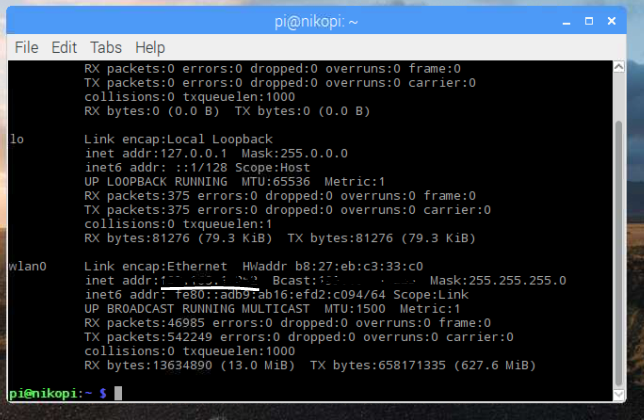 pi@nikopi: ~
File Edit Tabs Help
RX packets:0 errors:0 dropped:0 overruns:0 frame:0
TX packets:0 errors:0 dropped:0 overruns:0 carrier:0
collisions:0 txqueuelen:1000
RX bytes:0 (0.0 B) TX bytes:0 (0.0 B)
lo Link encap:Local Loopback
inet addr:127.0.0.1 Mask:255.0.0.0
inet6 addr: ::1/128 Scope:Host
UP LOOPBACK RUNNING MTU:65536 Metric:1
RX packets:375 errors:0 dropped:0 overruns:0 frame:0
TX packets:375 errors:0 dropped:0 overruns:0 carrier:0
collisions:0 txqueuelen:1
RX bytes:81276 (79.3 KiB) TX bytes:81276 (79.3 KiB)
wlan0 Link encap:Ethernet HWaddr b8:27:eb:c3:33:c0
inet addr: Bcast: Mask:255.255.255.0
inet6 addr: fe80::adb9:ab16:efd2:c094/64 Scope:Link
UP BROADCAST RUNNING MULTICAST MTU:1500 Metric:1
RX packets:46985 errors:0 dropped:0 overruns:0 frame:0
TX packets:542249 errors:0 dropped:0 overruns:0 carrier:0
collisions:0 txqueuelen:1000
RX bytes:13634890 (13.0 MiB) TX bytes:658171335 (627.6 MiB)
pi@nikopi:~ $